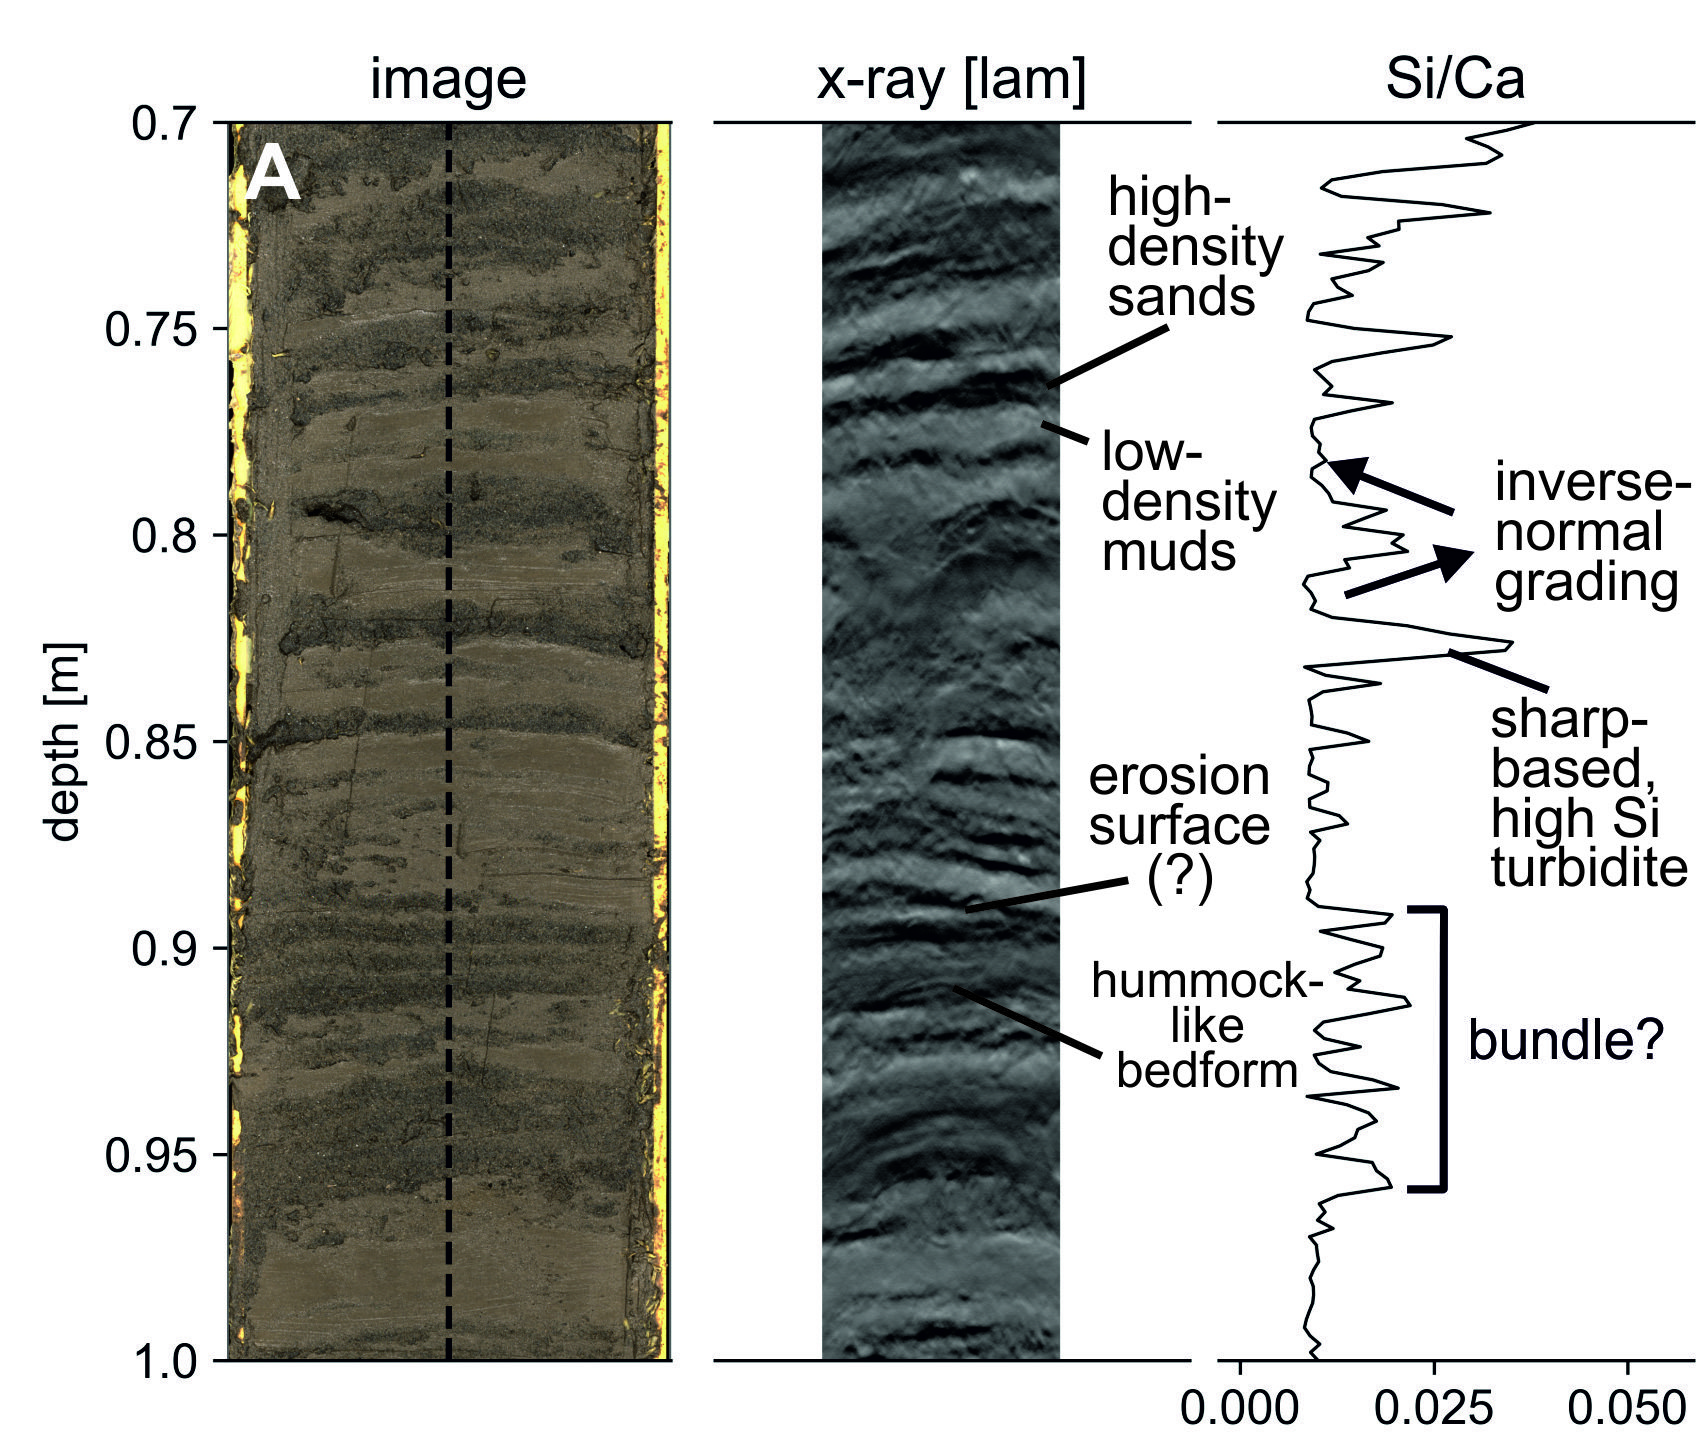 image
x-ray [lam]
Si/Ca
A
depth [m]
0.7
0.75
0.8
0.85
0.9
0.95
1.0
high-
density
sands
low-
density
muds
inverse-
normal
grading
sharp-
based,
high Si
turbidite
erosion
surface
(?)
hummock-
like
bedform
bundle?
0.000
0.025
0.050